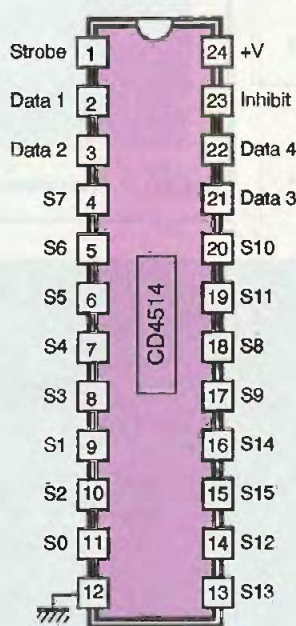 Strobe 1 24 +V
Data 1 2 23 Inhibit
Data 2 3 22 Data 4
S7 4 21 Data 3
S6 5 20 S10
S5 6 19 S11
S4 7 18 S8
S3 8 17 S9
S1 9 16 S14
S2 10 15 S15
S0 11 14 S12
12 13 S13
CD4514